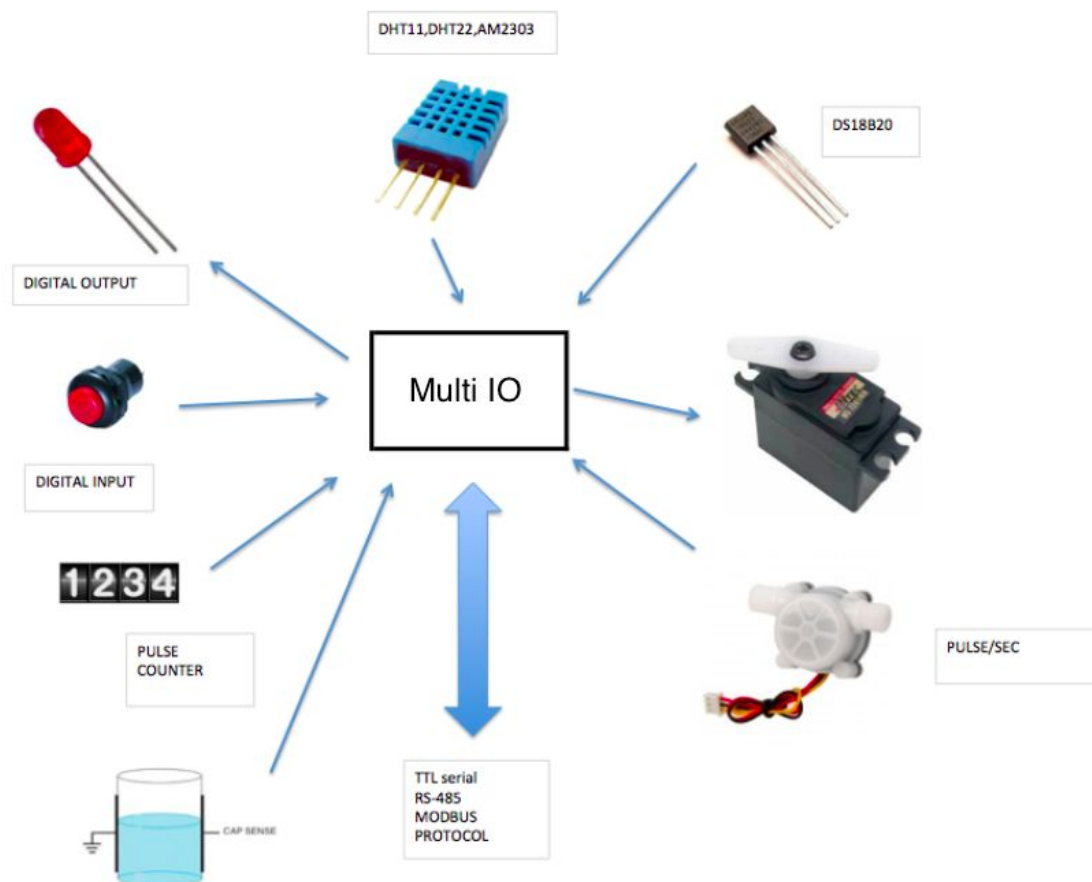 DHT11,DHT22,AM2303
DS18B20
DIGITAL OUTPUT
Multi IO
DIGITAL INPUT
1234
PULSE
COUNTER
PULSE/SEC
TTL serial
RS-485
MODBUS
PROTOCOL
CAP SENSE